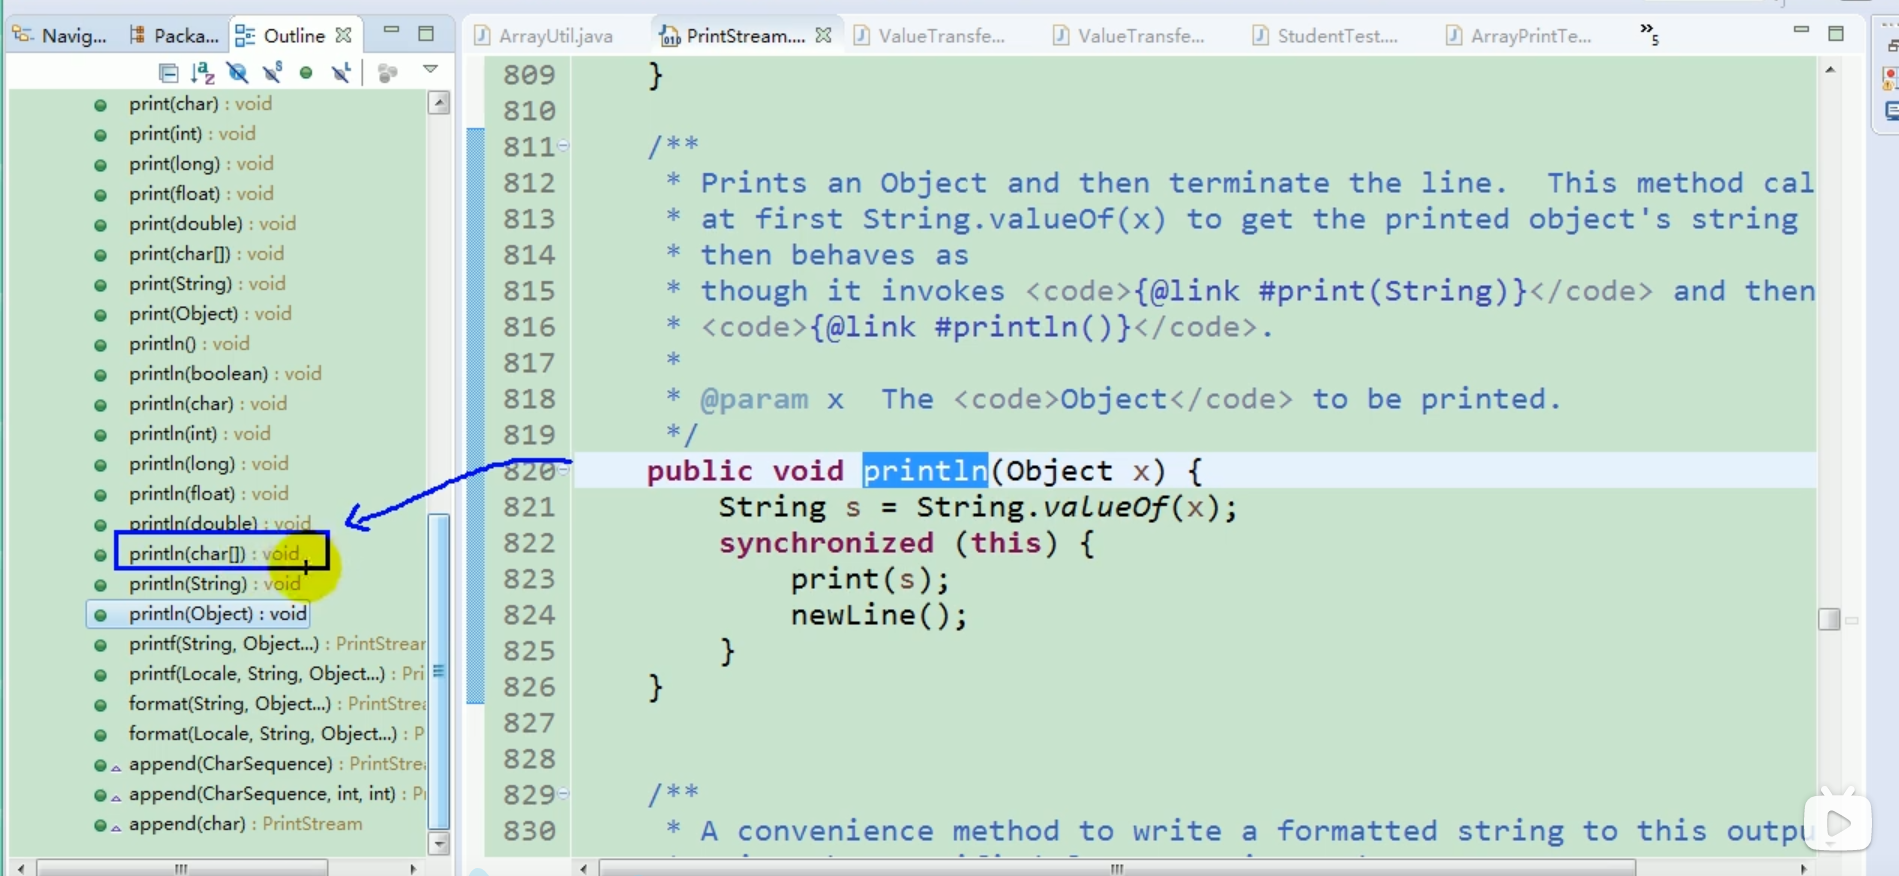 Navig...
Packa...
Outline
ArrayUtil.java
PrintStream....
ValueTransfe...
ValueTransfe...
StudentTest....
ArrayPrintTe...
»5
print(char) : void
print(int) : void
print(long) : void
print(float) : void
print(double) : void
print(char[]) : void
print(String) : void
print(Object) : void
println() : void
println(boolean) : void
println(char) : void
println(int) : void
println(long) : void
println(float) : void
println(double) : void
println(char[]) : void
println(String) : void
println(Object) : void
printf(String, Object...) : PrintStrear
printf(Locale, String, Object...) : Pri
format(String, Object...) : PrintStrea
format(Locale, String, Object...) : P
append(CharSequence) : PrintStrea
append(CharSequence, int, int) : Pr
append(char) : PrintStream
809 }
810
811 /**
812 * Prints an Object and then terminate the line.  This method cal
813 * at first String.valueOf(x) to get the printed object's string
814 * then behaves as
815 * though it invokes <code>{@link #print(String)}</code> and then
816 * <code>{@link #println()}</code>.
817 *
818 * @param x  The <code>Object</code> to be printed.
819 */
820 public void println(Object x) {
821 String s = String.valueOf(x);
822 synchronized (this) {
823 print(s);
824 newLine();
825 }
826 }
827
828
829 /**
830 * A convenience method to write a formatted string to this outpu